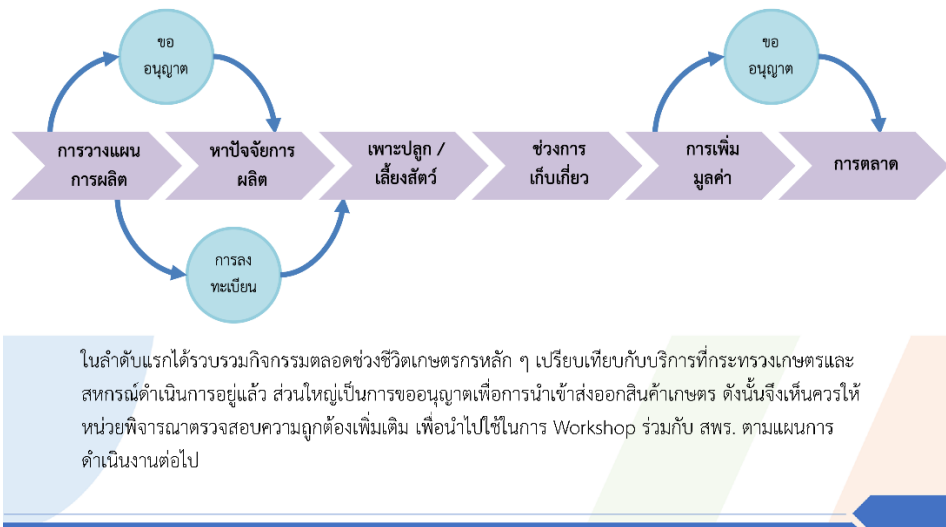 ขอ
อนุญาต
ขอ
อนุญาต
การวางแผน
การผลิต
หาปัจจัยการ
ผลิต
เพาะปลูก /
เลี้ยงสัตว์
ช่วงการ
เก็บเกี่ยว
การเพิ่ม
มูลค่า
การตลาด
การลง
ทะเบียน
ในลำดับแรกได้รวบรวมกิจกรรมตลอดช่วงชีวิตเกษตรกรหลัก ๆ เปรียบเทียบกับบริการที่กระทรวงเกษตรและ
สหกรณ์ดำเนินการอยู่แล้ว ส่วนใหญ่เป็นการขออนุญาตเพื่อการนำเข้าส่งออกสินค้าเกษตร ดังนั้นจึงเห็นควรให้
หน่วยพิจารณาตรวจสอบความถูกต้องเพิ่มเติม เพื่อนำไปใช้ในการ Workshop ร่วมกับ สพร. ตามแผนการ
ดำเนินงานต่อไป